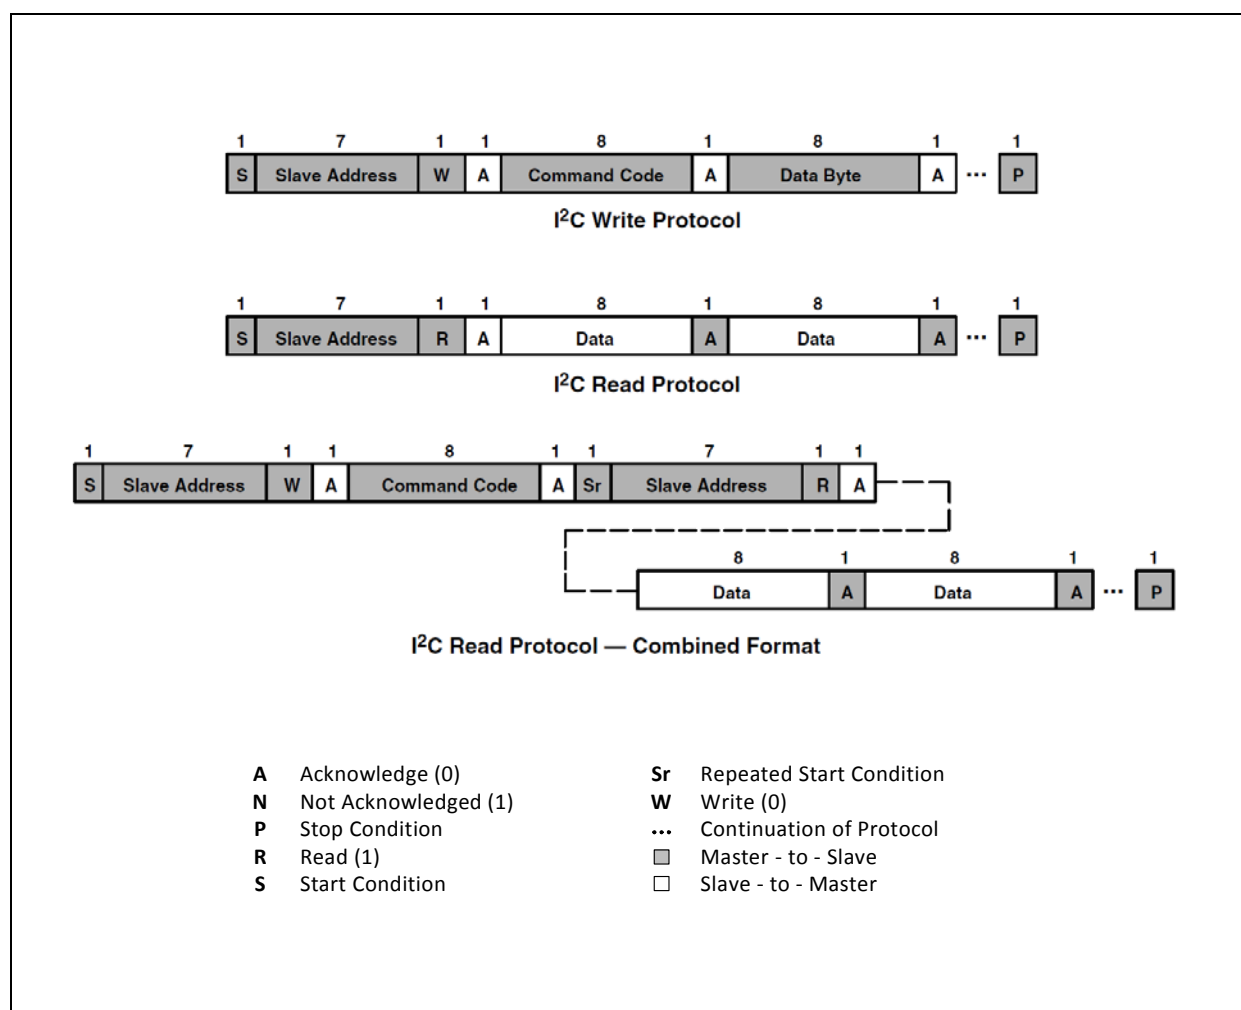 1 7 1 1 8 1 8 1 1
S Slave Address W A Command Code A Data Byte A ... P
I2C Write Protocol
1 7 1 1 8 1 8 1 1
S Slave Address R A Data A Data A ... P
I2C Read Protocol
1 7 1 1 8 1 1 7 1 1
S Slave Address W A Command Code A Sr Slave Address R A
8 1 8 1 1
Data A Data A ... P
I2C Read Protocol — Combined Format
A Acknowledge (0) Sr Repeated Start Condition
N Not Acknowledged (1) W Write (0)
P Stop Condition ... Continuation of Protocol
R Read (1) Master - to - Slave
S Start Condition Slave - to - Master